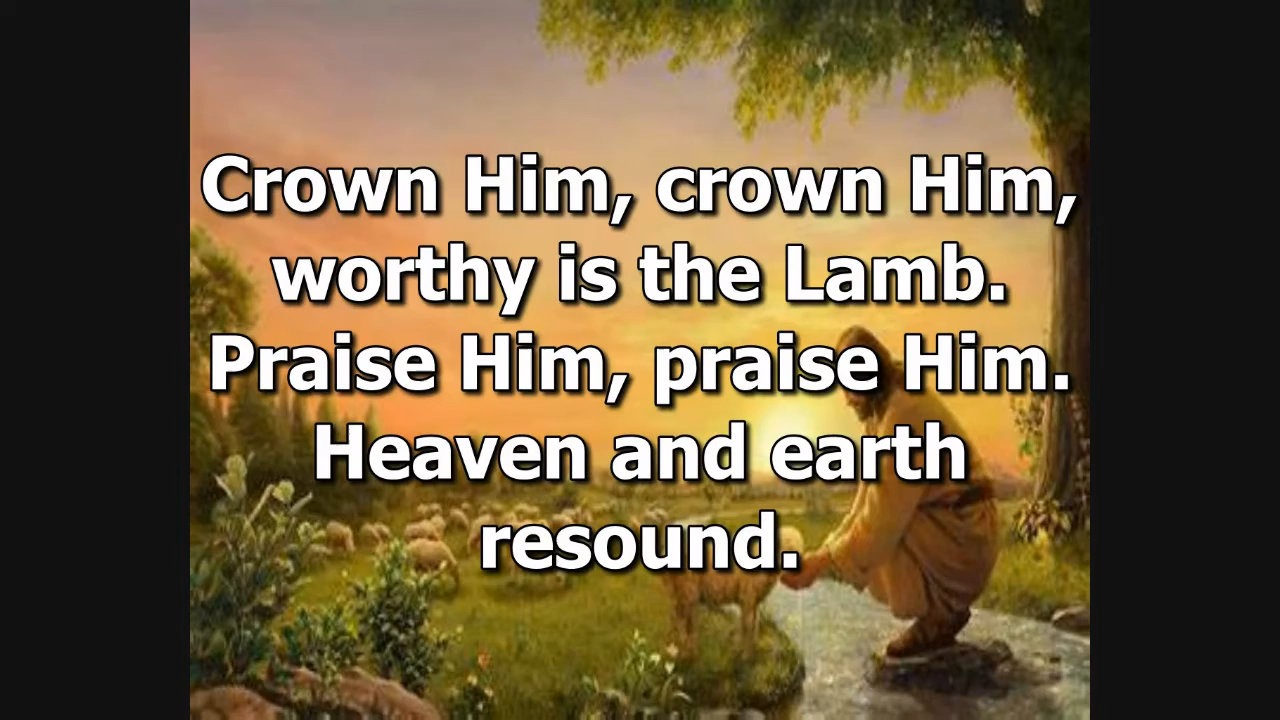 Crown Him, crown Him,
worthy is the Lamb.
Praise Him, praise Him.
Heaven and earth
resound.